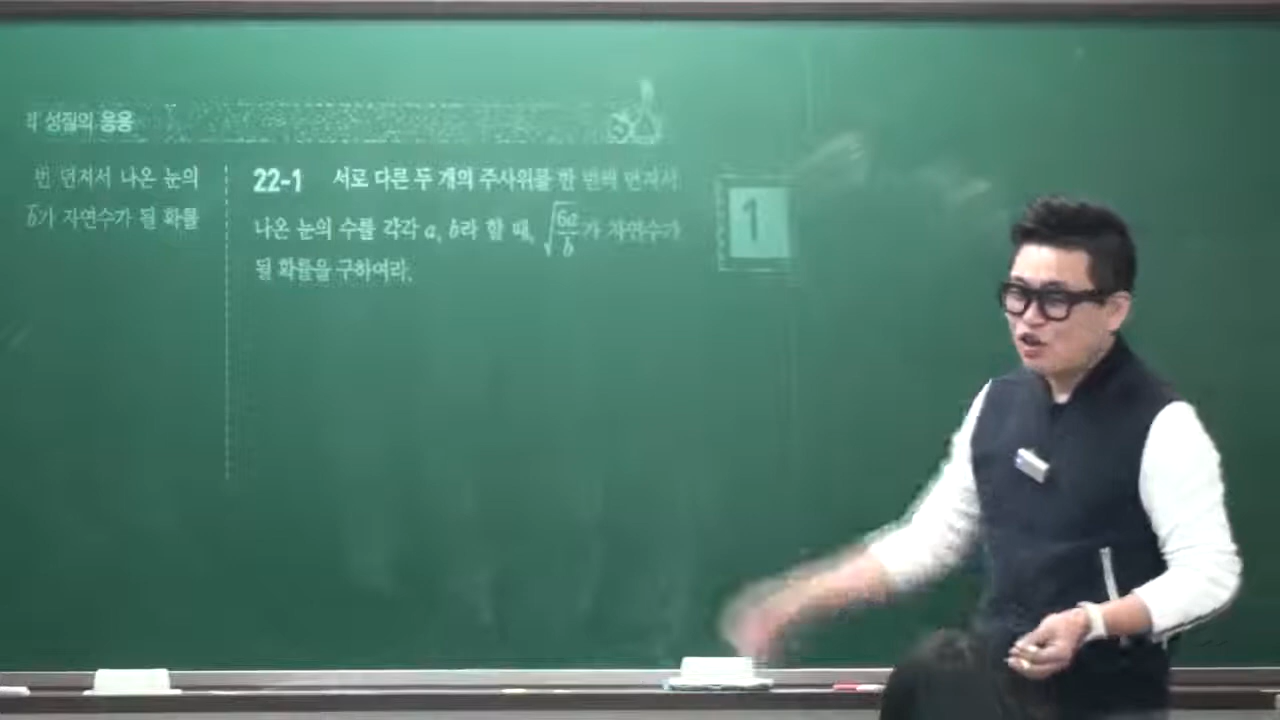 리 성질의 응용
번 던져서 나온 눈의
b가 자연수가 될 확률
22-1 서로 다른 두 개의 주사위를 한 번씩 던져서
나온 눈의 수를 각각 a, b라 할 때, √(6a/b)가 자연수가
될 확률을 구하여라.
1